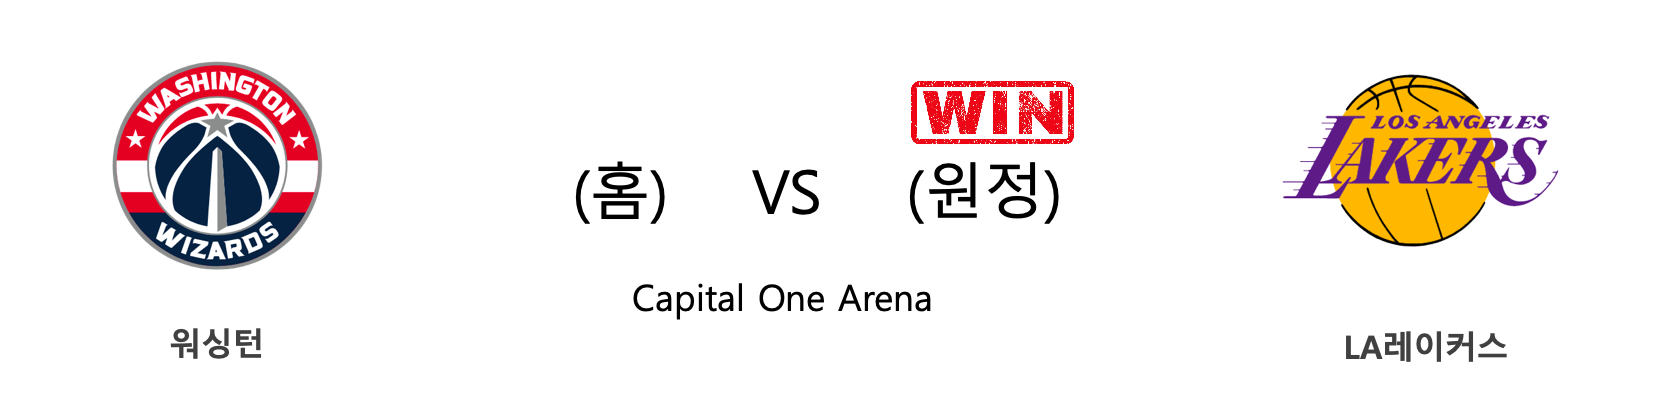 WASHINGTON
WIZARDS
WIN
(홈) VS (원정)
LOS ANGELES
LAKERS
Capital One Arena
워싱턴
LA레이커스